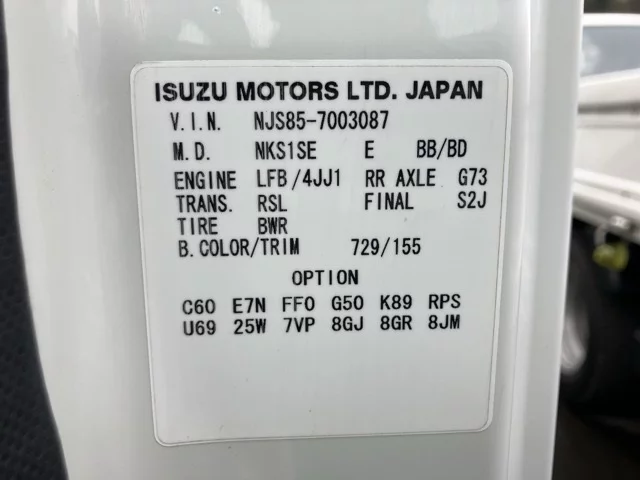 ISUZU MOTORS LTD. JAPAN
V.I.N. NJS85-7003087
M.D. NKS1SE E BB/BD
ENGINE LFB/4JJ1 RR AXLE G73
TRANS. RSL FINAL S2J
TIRE BWR
B.COLOR/TRIM 729/155
OPTION
C60 E7N FF0 G50 K89 RPS
U69 25W 7VP 8GJ 8GR 8JM